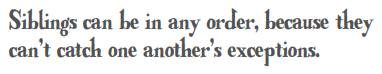 Siblings can be in any order, because they
can't catch one another's exceptions.